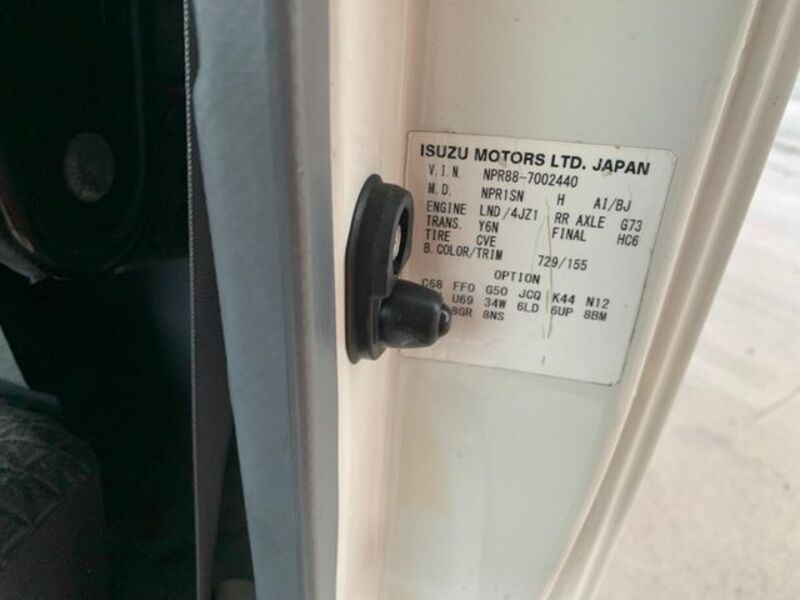 ISUZU MOTORS LTD. JAPAN
V.I.N. NPR88-7002440
M.D. NPR1SN H AI/BJ
ENGINE LND/4JZ1 RR AXLE G73
TRANS. Y6N FINAL HC6
TIRE CVE
B.COLOR/TRIM 729/155
OPTION
C68 FF0 G50 JCQ K44 N12
U69 34W 6LD 6UP 8BM
8GR 8NS